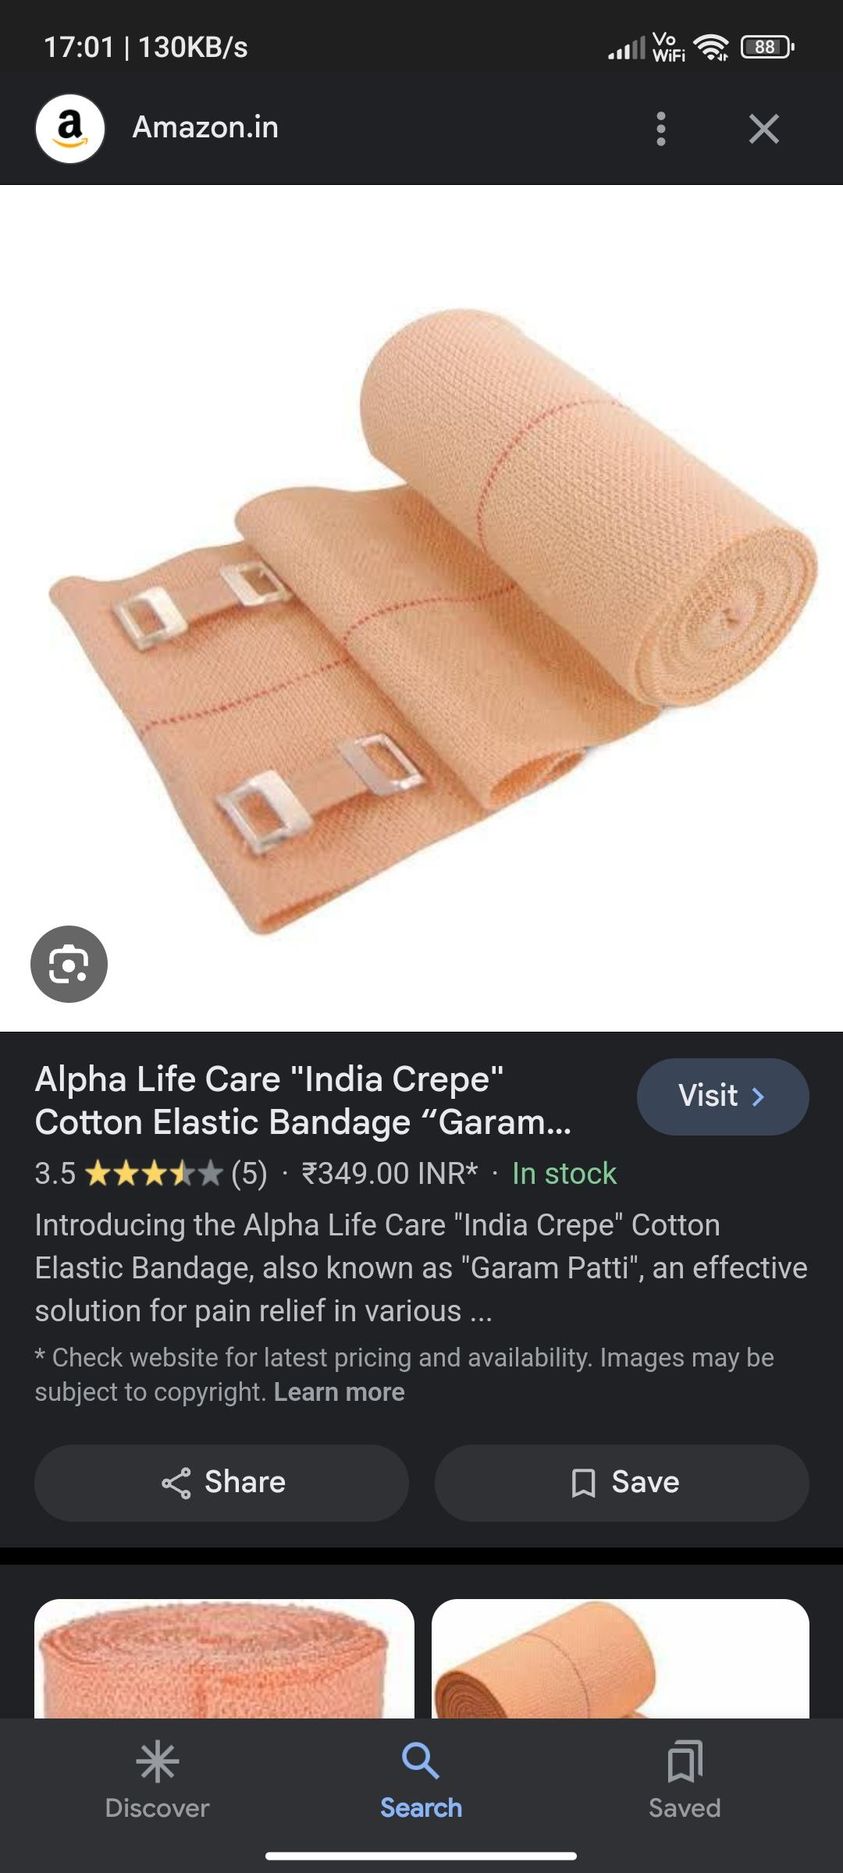 17:01 | 130KB/s
Vo
WiFi
88
a
Amazon.in
Alpha Life Care "India Crepe"
Cotton Elastic Bandage “Garam...
Visit
3.5 (5) · ₹349.00 INR* · In stock
Introducing the Alpha Life Care "India Crepe" Cotton
Elastic Bandage, also known as "Garam Patti", an effective
solution for pain relief in various ...
* Check website for latest pricing and availability. Images may be
subject to copyright. Learn more
Share
Save
Discover
Search
Saved